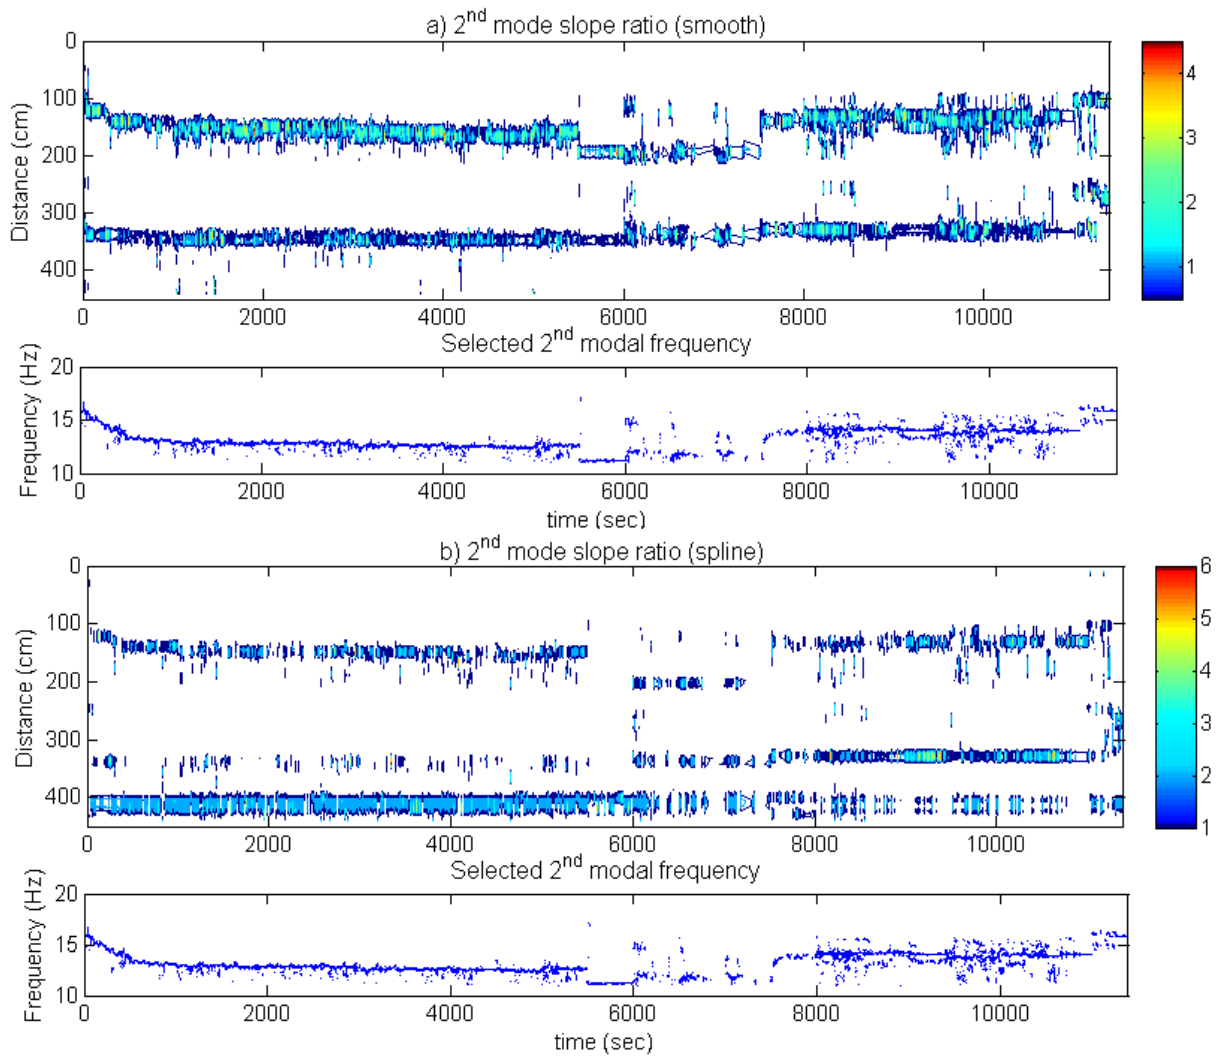 a) 2nd mode slope ratio (smooth)
Distance (cm)
0
100
200
300
400
0 2000 4000 6000 8000 10000
4
3
2
1
Selected 2nd modal frequency
Frequency (Hz)
20
15
10
0 2000 4000 6000 8000 10000
time (sec)
b) 2nd mode slope ratio (spline)
Distance (cm)
0
100
200
300
400
0 2000 4000 6000 8000 10000
6
5
4
3
2
1
Selected 2nd modal frequency
Frequency (Hz)
20
15
10
0 2000 4000 6000 8000 10000
time (sec)